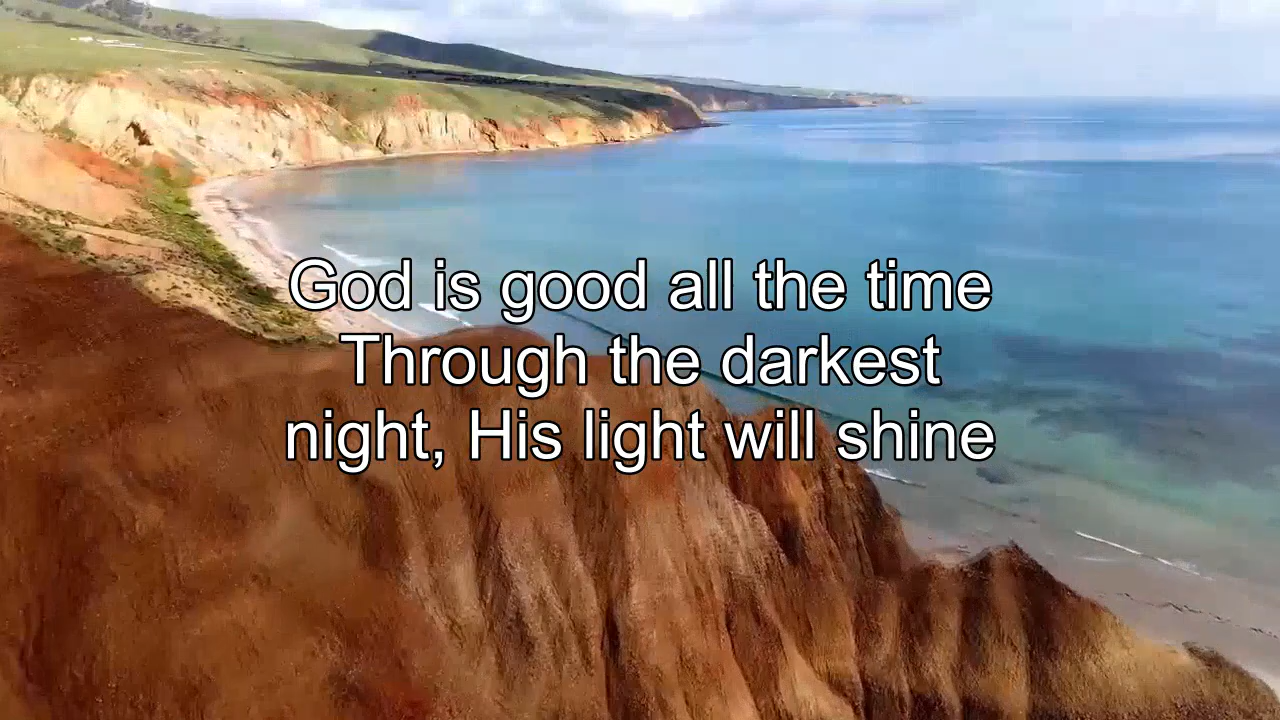 God is good all the time
Through the darkest
night, His light will shine